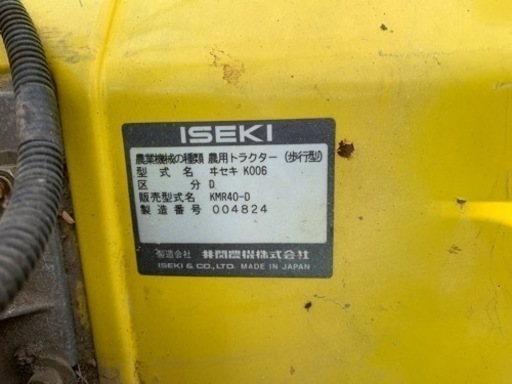 ISEKI
農業機械の種類 農用トラクター (歩行型)
型式名 ヰセキ K006
区分 D
販売型式名 KMR40-D
製造番号 004824
製造会社 井関農機株式会社
ISEKI & CO., LTD. MADE IN JAPAN